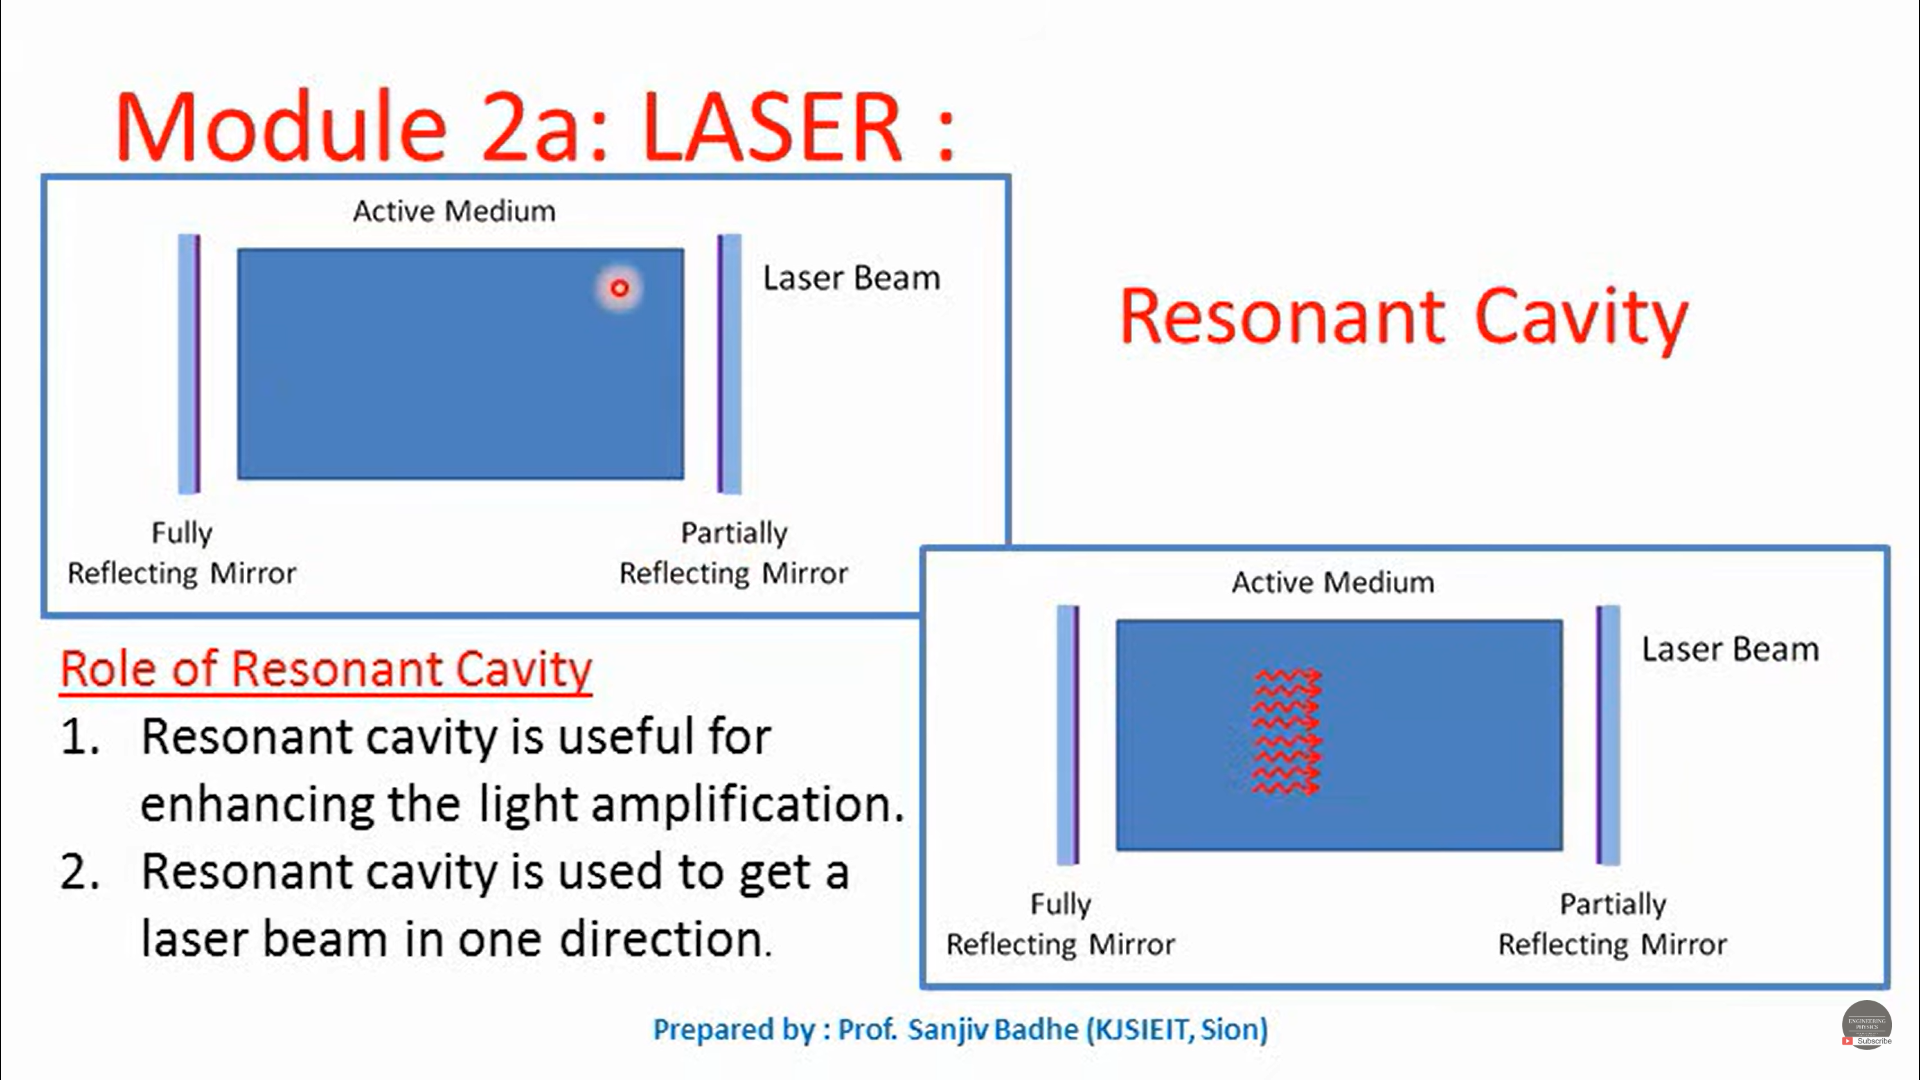 Module 2a: LASER :
Active Medium
Laser Beam
Fully
Reflecting Mirror
Partially
Reflecting Mirror
Resonant Cavity
Role of Resonant Cavity
1. Resonant cavity is useful for
enhancing the light amplification.
2. Resonant cavity is used to get a
laser beam in one direction.
Active Medium
Laser Beam
Fully
Reflecting Mirror
Partially
Reflecting Mirror
Prepared by : Prof. Sanjiv Badhe (KJSIEIT, Sion)
ENGINEERING
PHYSICS
Subscribe